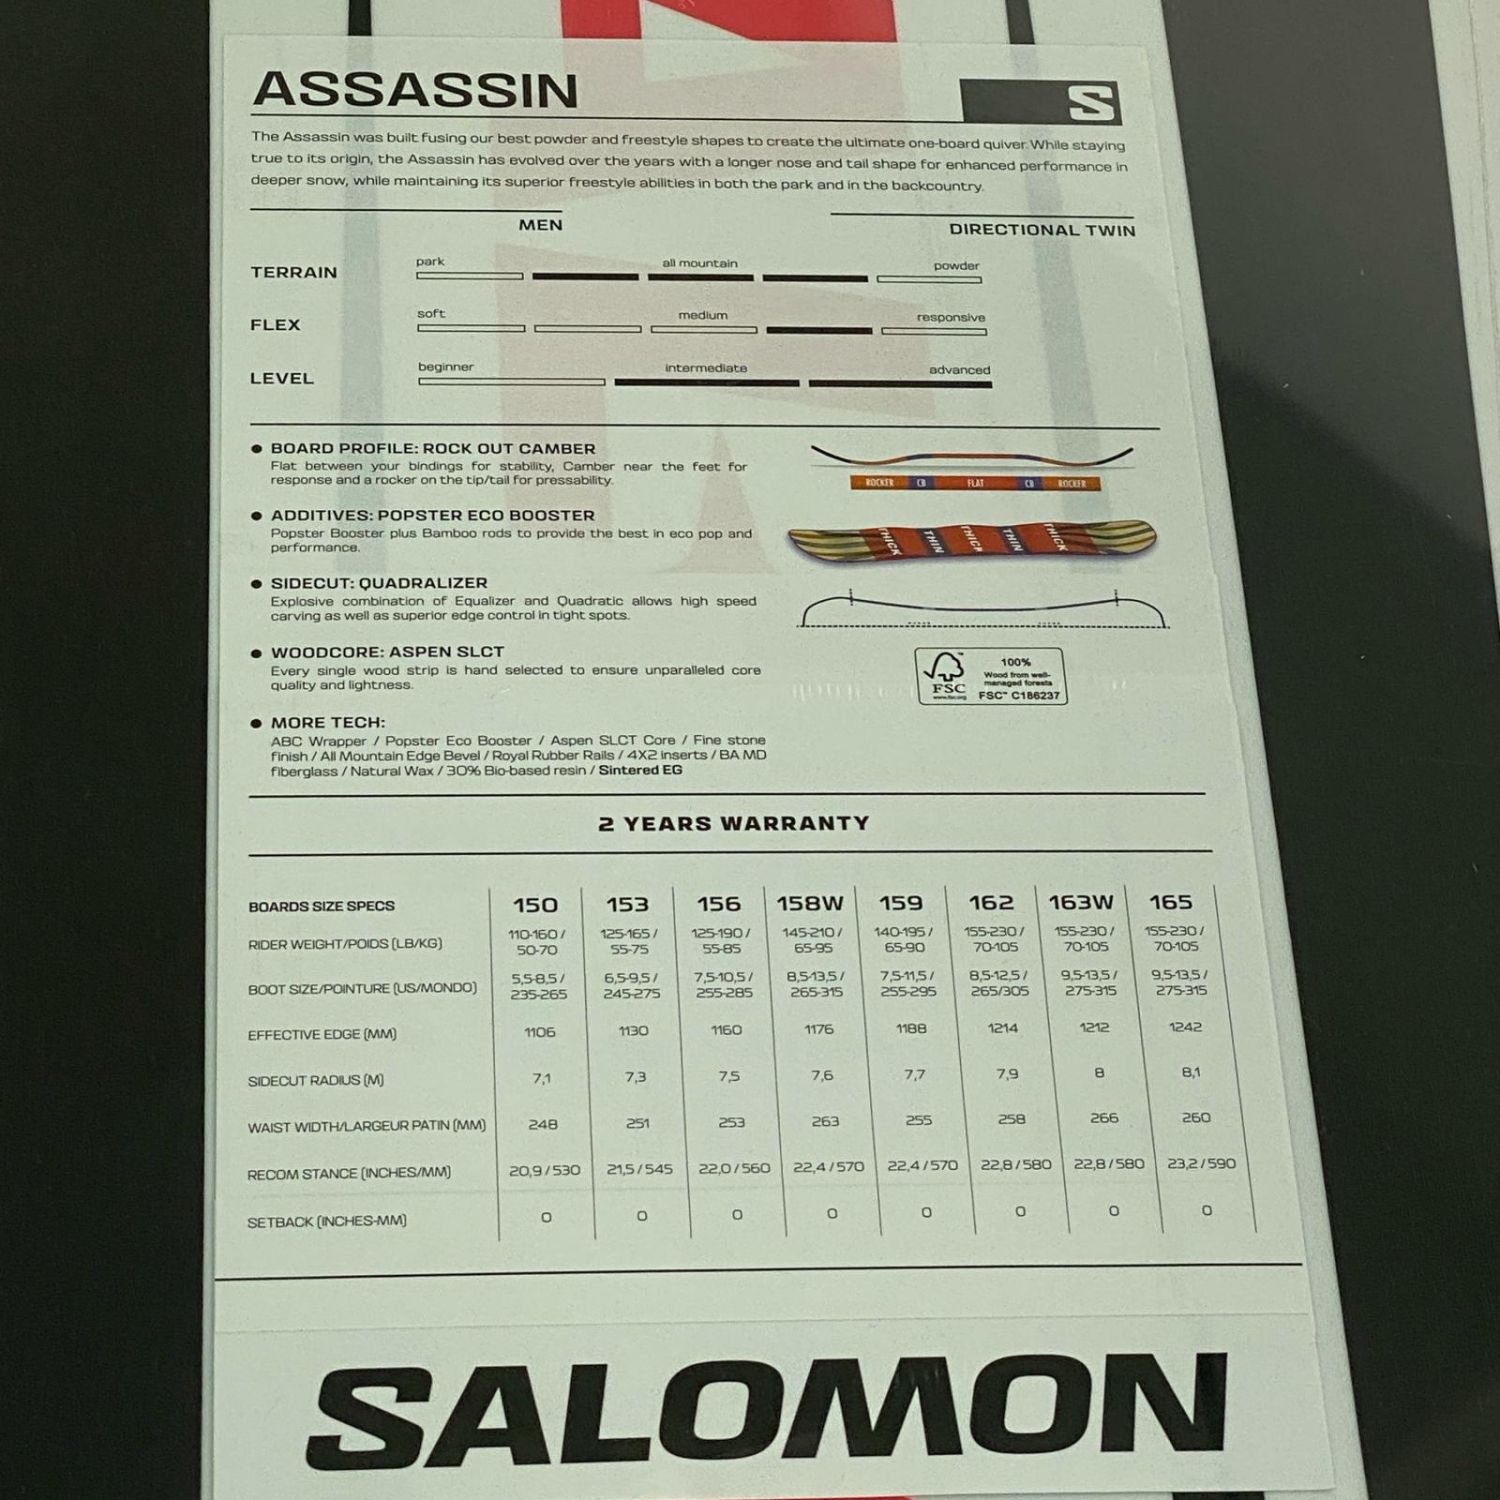 ASSASSIN
S
The Assassin was built fusing our best powder and freestyle shapes to create the ultimate one-board quiver. While staying
true to its origin, the Assassin has evolved over the years with a longer nose and tail shape for enhanced performance in
deeper snow, while maintaining its superior freestyle abilities in both the park and in the backcountry.
MEN
DIRECTIONAL TWIN
TERRAIN park all mountain powder
FLEX soft medium responsive
LEVEL beginner intermediate advanced
● BOARD PROFILE: ROCK OUT CAMBER
Flat between your bindings for stability, Camber near the feet for
response and a rocker on the tip/tail for pressability.
ROCKER CB FLAT CB ROCKER
● ADDITIVES: POPSTER ECO BOOSTER
Popster Booster plus Bamboo rods to provide the best in eco pop and
performance.
THICK THIN THICK THIN THICK
● SIDECUT: QUADRALIZER
Explosive combination of Equalizer and Quadratic allows high speed
carving as well as superior edge control in tight spots.
● WOODCORE: ASPEN SLCT
Every single wood strip is hand selected to ensure unparalleled core
quality and lightness.
FSC
www.fsc.org
100%
Wood from well-
managed forests
FSC™ C186237
● MORE TECH:
ABC Wrapper / Popster Eco Booster / Aspen SLCT Core / Fine stone
finish / All Mountain Edge Bevel / Royal Rubber Rails / 4X2 inserts / BA MD
fiberglass / Natural Wax / 30% Bio-based resin / Sintered EG
2 YEARS WARRANTY
BOARDS SIZE SPECS 150 153 156 158W 159 162 163W 165
RIDER WEIGHT/POIDS (LB/KG) 110-160 / 50-70 125-165 / 55-75 125-190 / 55-85 145-210 / 65-95 140-195 / 65-90 155-230 / 70-105 155-230 / 70-105 155-230 / 70-105
BOOT SIZE/POINTURE (US/MONDO) 5,5-8,5 / 235-265 6,5-9,5 / 245-275 7,5-10,5 / 255-285 8,5-13,5 / 265-315 7,5-11,5 / 255-295 8,5-12,5 / 265/305 9,5-13,5 / 275-315 9,5-13,5 / 275-315
EFFECTIVE EDGE (MM) 1106 1130 1160 1176 1188 1214 1212 1242
SIDECUT RADIUS (M) 7,1 7,3 7,5 7,6 7,7 7,9 8 8,1
WAIST WIDTH/LARGEUR PATIN (MM) 248 251 253 263 255 258 266 260
RECOM STANCE (INCHES/MM) 20,9 / 530 21,5 / 545 22,0 / 560 22,4 / 570 22,4 / 570 22,8 / 580 22,8 / 580 23,2 / 590
SETBACK (INCHES-MM) 0 0 0 0 0 0 0 0
SALOMON